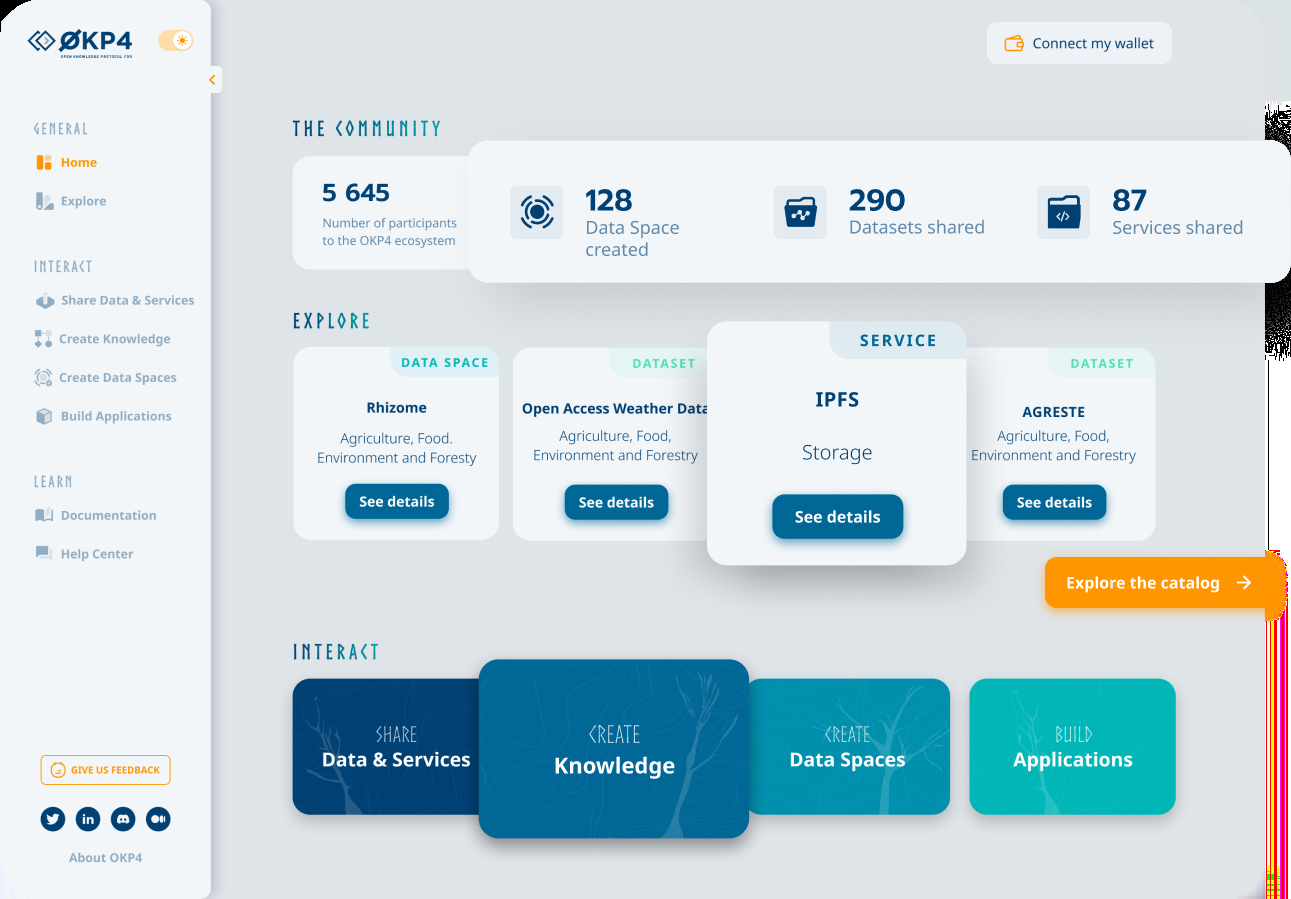 ØKP4
OPEN KNOWLEDGE PROTOCOL FOR
GENERAL
Home
Explore
INTERACT
Share Data & Services
Create Knowledge
Create Data Spaces
Build Applications
LEARN
Documentation
Help Center
GIVE US FEEDBACK
About OKP4
Connect my wallet
THE COMMUNITY
5 645
Number of participants
to the OKP4 ecosystem
128
Data Space
created
290
Datasets shared
87
Services shared
EXPLORE
DATA SPACE
Rhizome
Agriculture, Food.
Environment and Foresty
See details
DATASET
Open Access Weather Data
Agriculture, Food,
Environment and Forestry
See details
SERVICE
IPFS
Storage
See details
DATASET
AGRESTE
Agriculture, Food,
Environment and Forestry
See details
Explore the catalog
INTERACT
SHARE
Data & Services
CREATE
Knowledge
CREATE
Data Spaces
BUILD
Applications